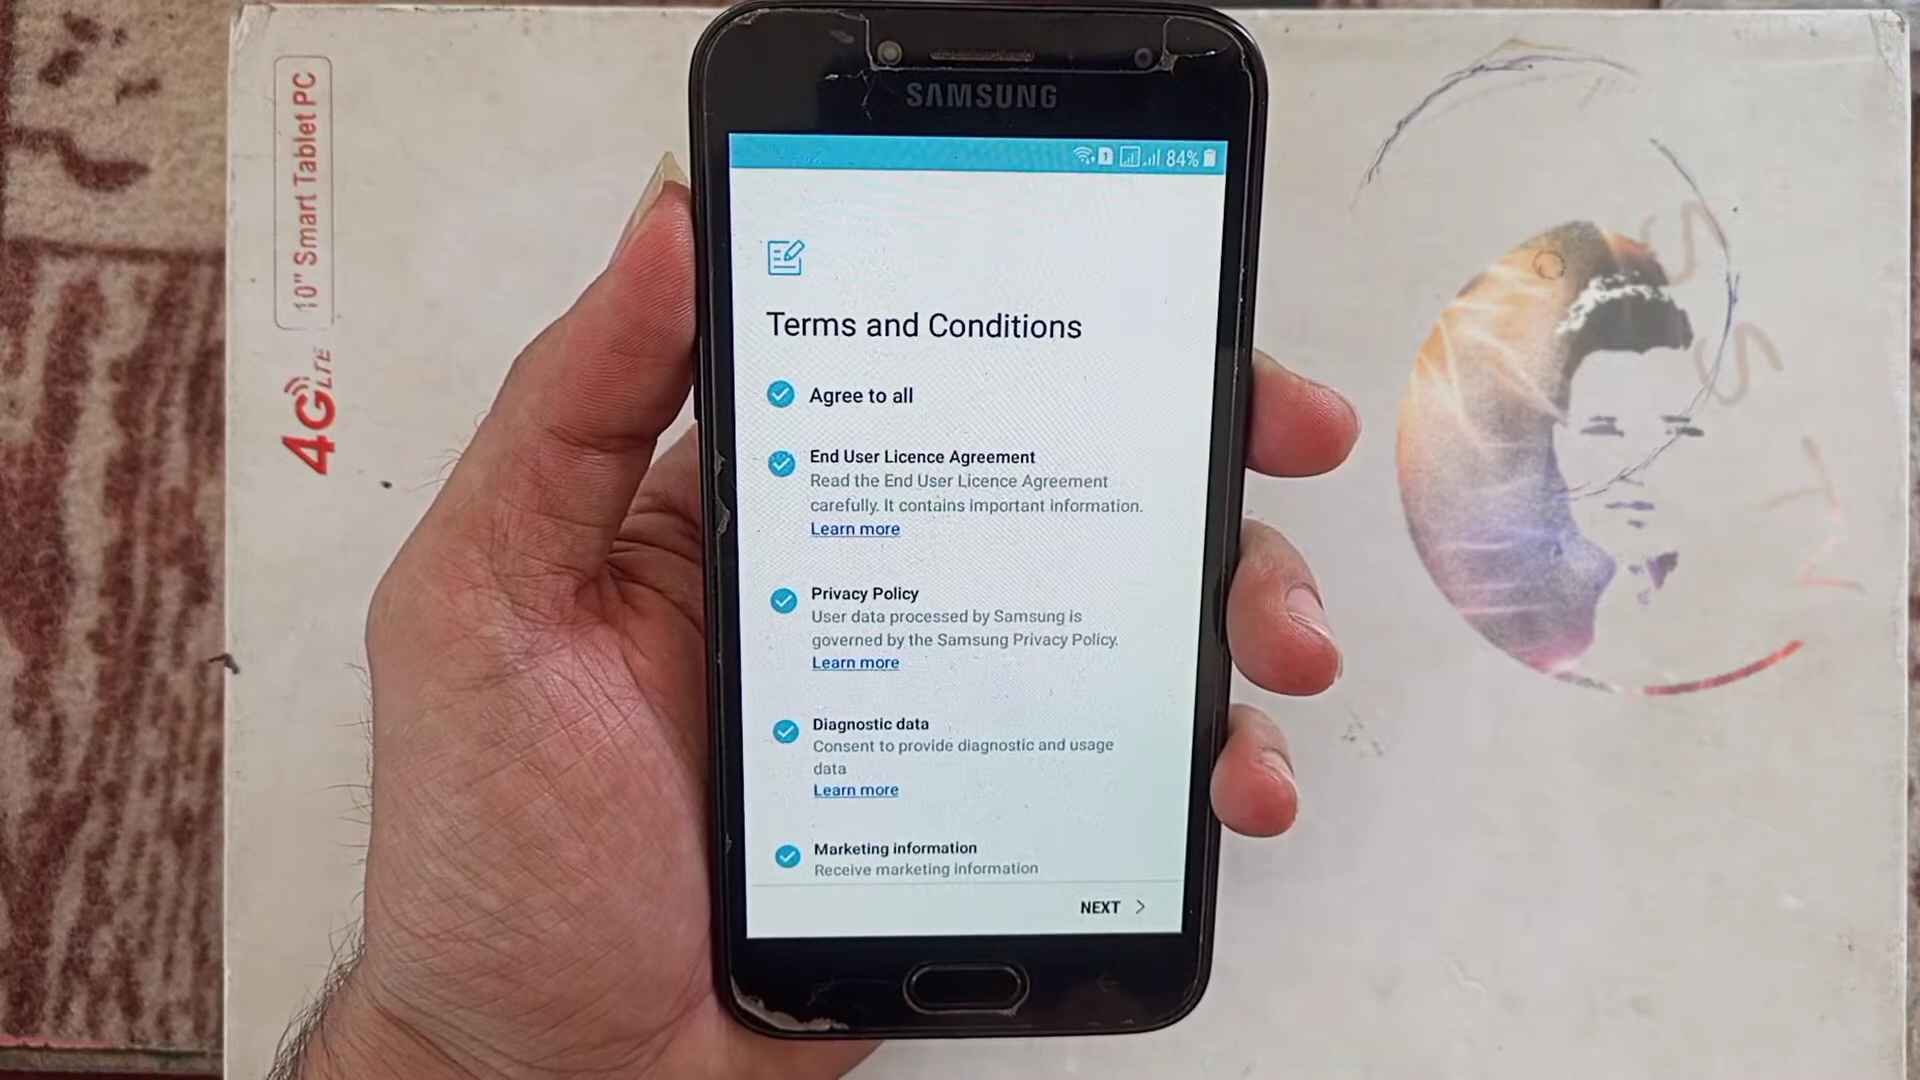 10" Smart Tablet PC
4G LTE
SAMSUNG
1
84%
Terms and Conditions
Agree to all
End User Licence Agreement
Read the End User Licence Agreement
carefully. It contains important information.
Learn more
Privacy Policy
User data processed by Samsung is
governed by the Samsung Privacy Policy.
Learn more
Diagnostic data
Consent to provide diagnostic and usage
data
Learn more
Marketing information
Receive marketing information
NEXT